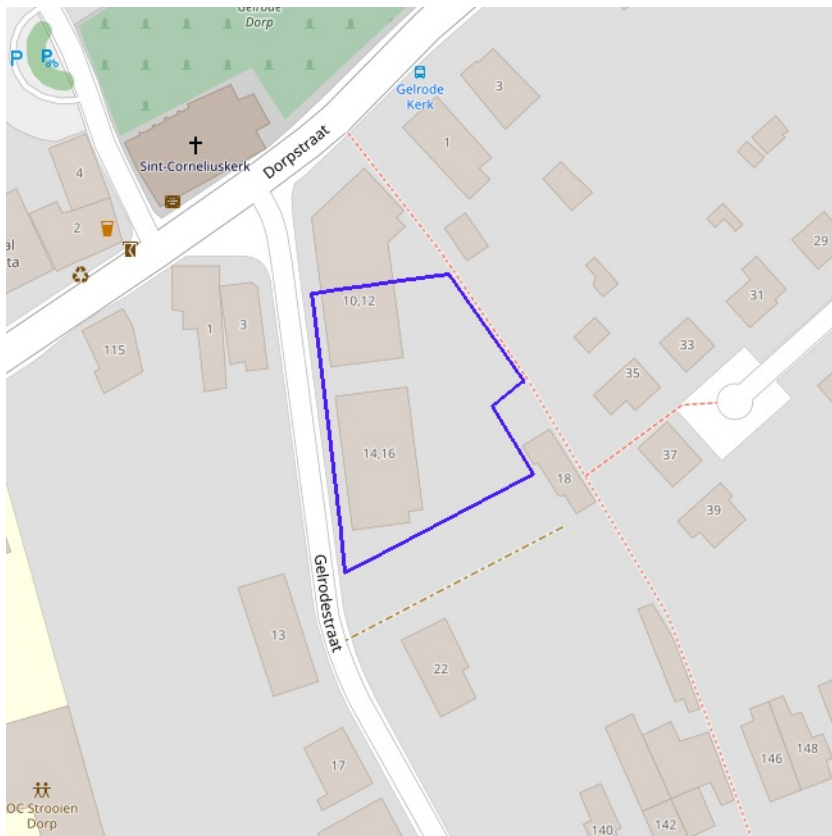 Gelrode
Dorp
P
Gelrode
Kerk
3
1
Dorpstraat
Sint-Corneliuskerk
4
2
al
ta
29
31
10,12
1
3
115
33
35
14,16
37
18
39
Gelrodestraat
13
22
17
146
148
OC Strooien
Dorp
142
140